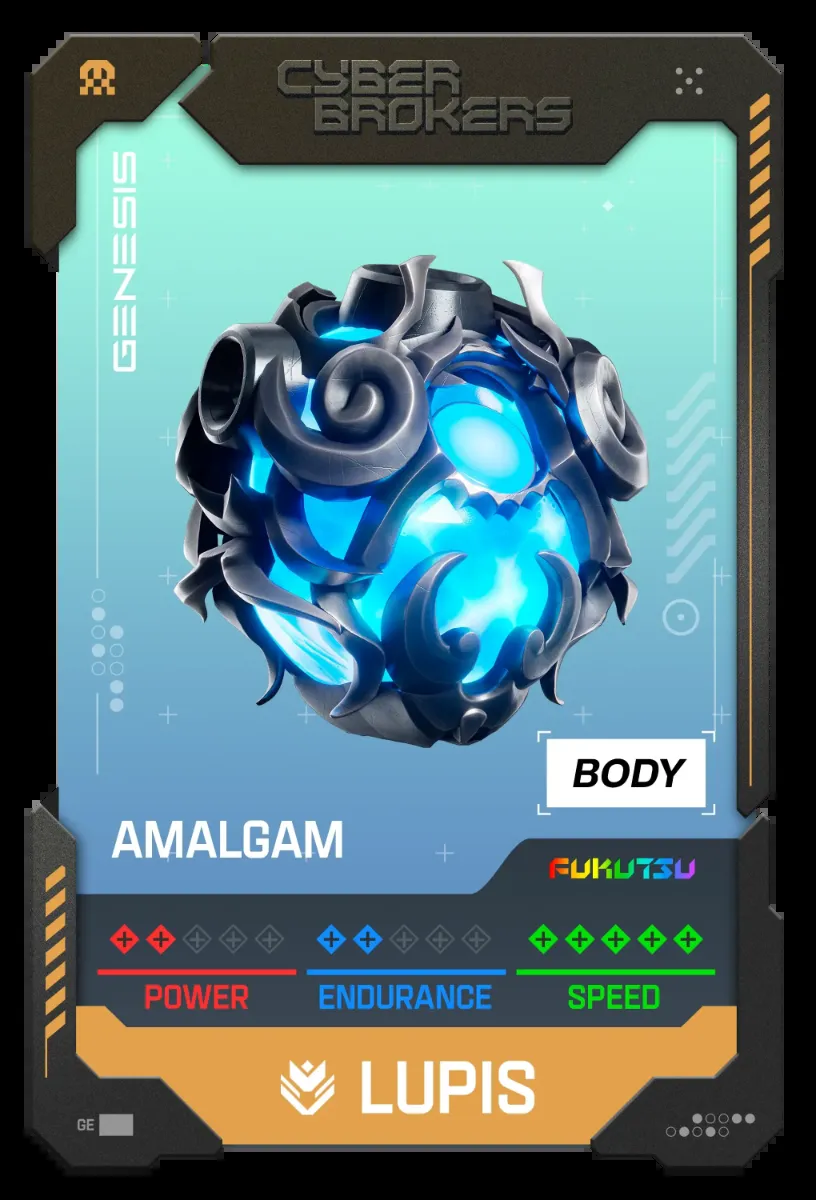 CYBER
BROKERS
GENESIS
BODY
AMALGAM
FUKUTSU
POWER
ENDURANCE
SPEED
LUPIS
GE